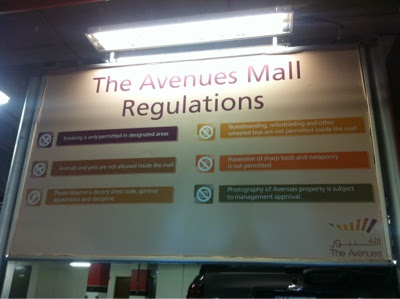 The Avenues Mall
Regulations
Smoking is only permitted in designated areas
Animals and pets are not allowed inside the mall
Please observe a decent dress code, general
appearance and discipline
Skateboarding, rollerblading and other
wheeled toys are not permitted inside the mall
Possession of sharp tools and weaponry
is not permitted
Photography of Avenues property is subject
to management approval
الأڤنيوز
The Avenues